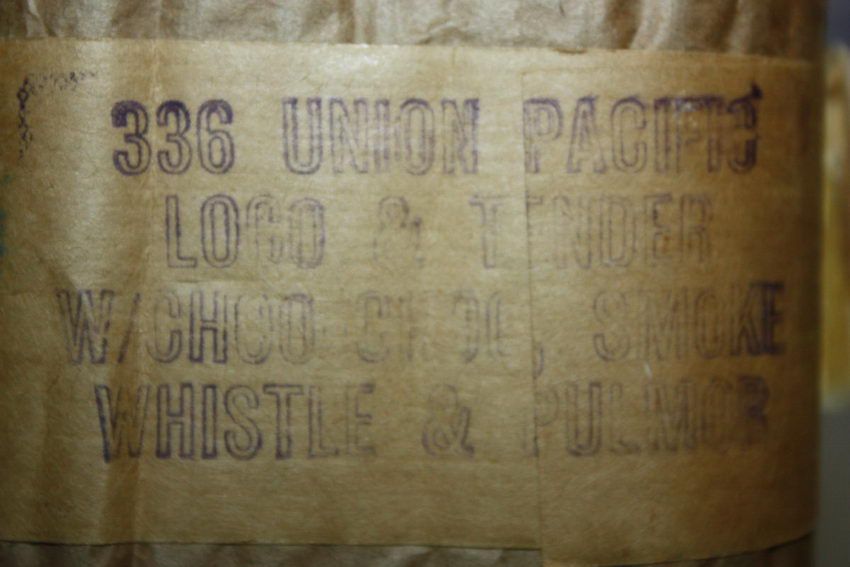 336 UNION PACIFIC
LOCO & TENDER
W/CHOO CHOO, SMOKE
WHISTLE & PULMOR